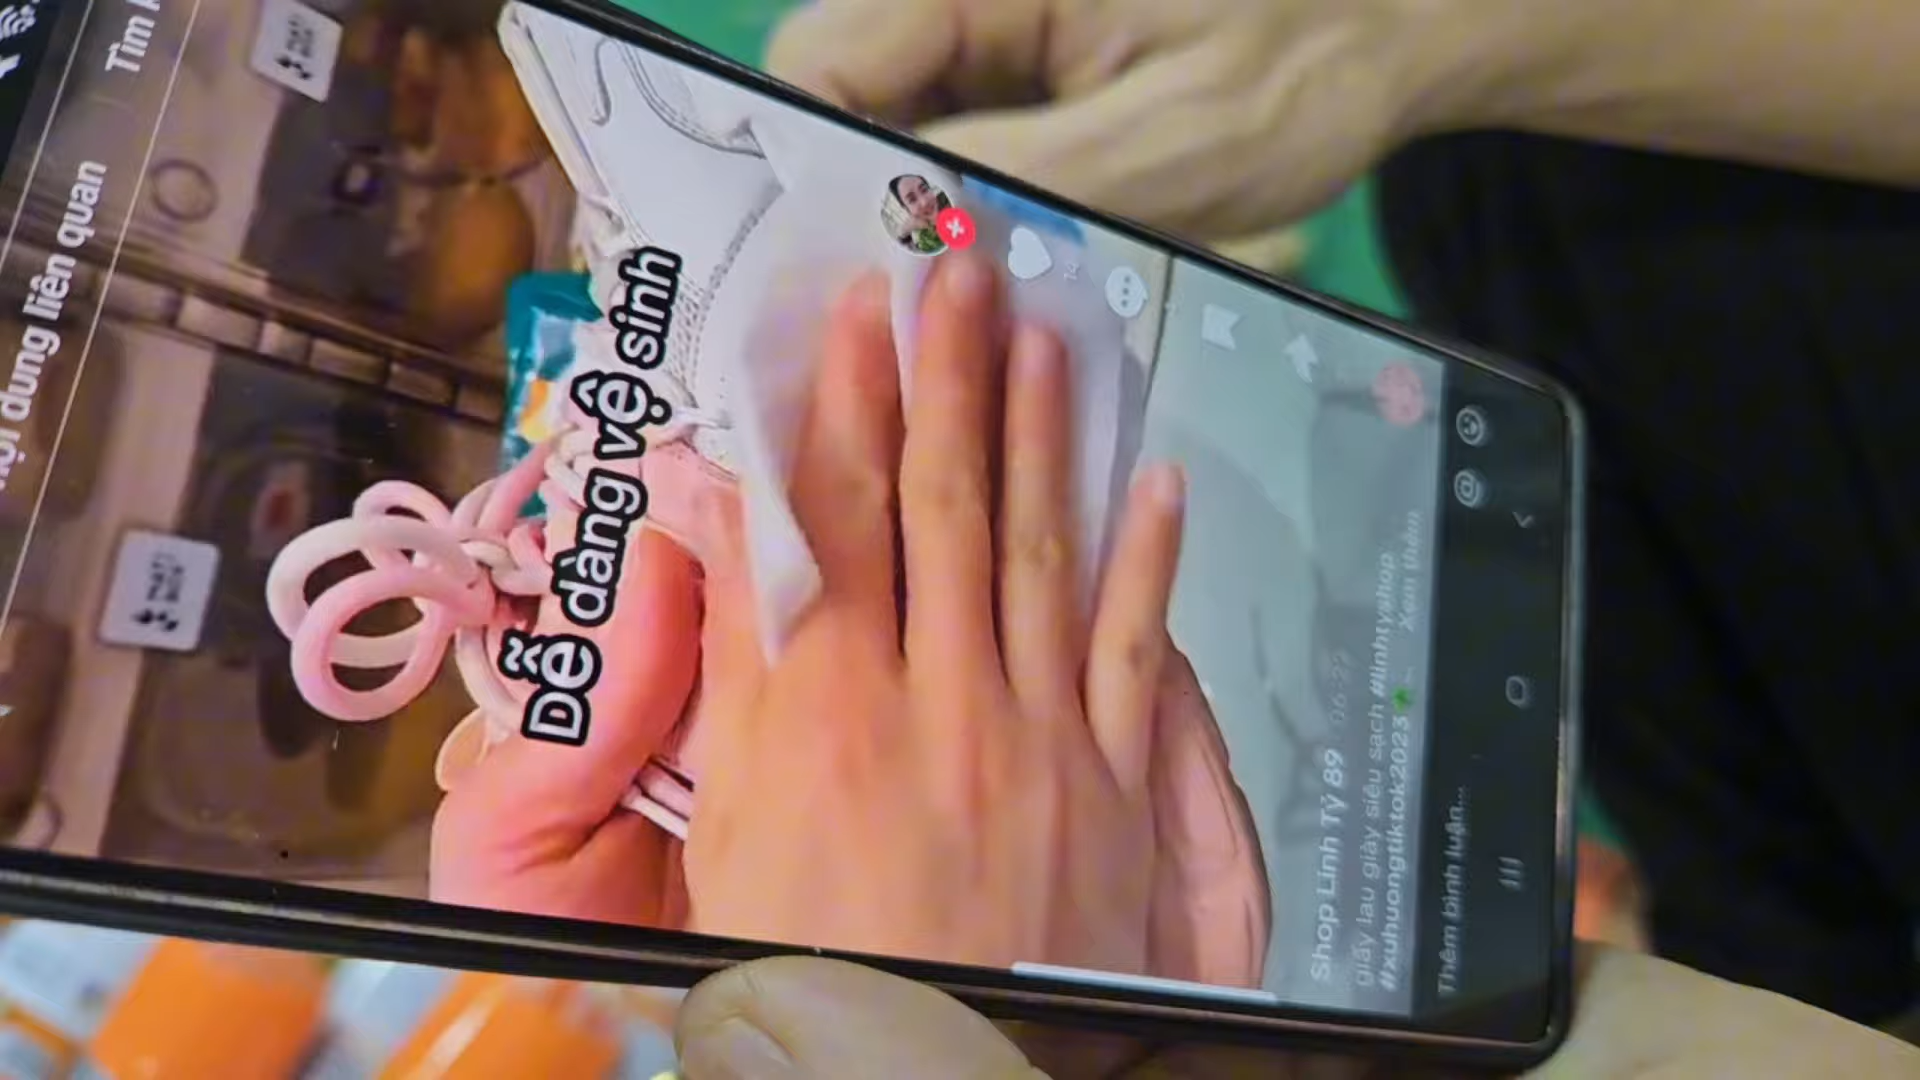 dung liên quan
Tìm
Dễ dàng vệ sinh
14
Shop Linh Tý 89
giấy lau giày siêu sạch #linhtyshop
#xuhuongtiktok2023
Xem thêm
Thêm bình luận...